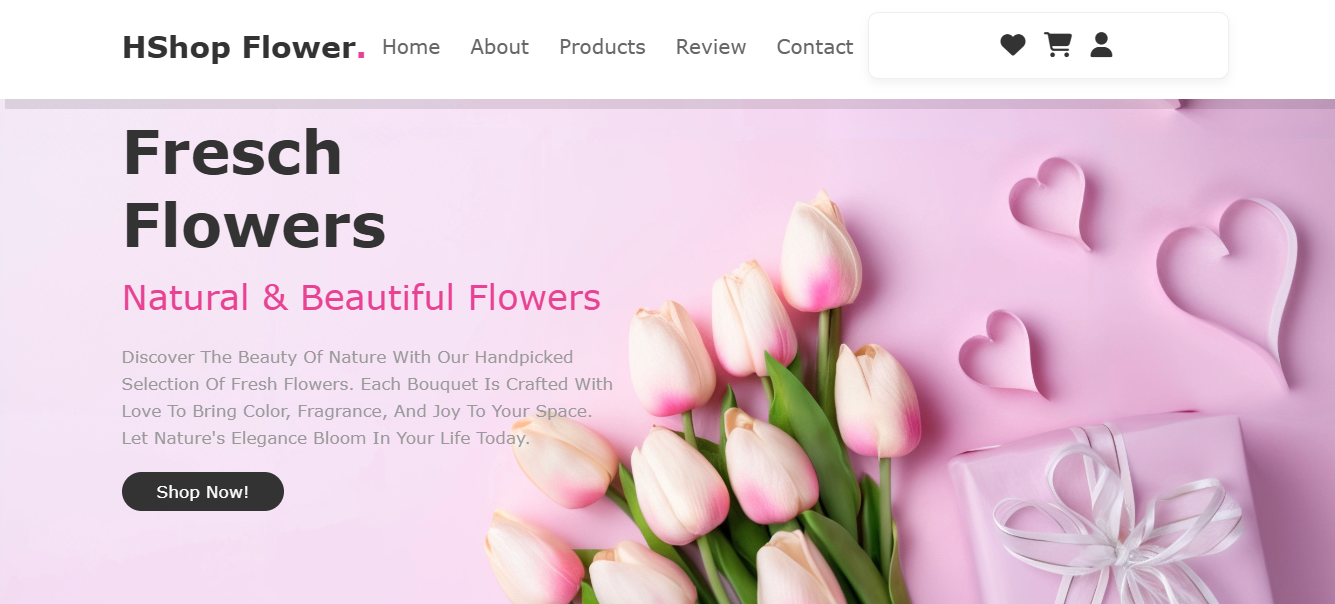 HShop Flower.
Home About Products Review Contact
Fresch
Flowers
Natural & Beautiful Flowers
Discover The Beauty Of Nature With Our Handpicked
Selection Of Fresh Flowers. Each Bouquet Is Crafted With
Love To Bring Color, Fragrance, And Joy To Your Space.
Let Nature's Elegance Bloom In Your Life Today.
Shop Now!